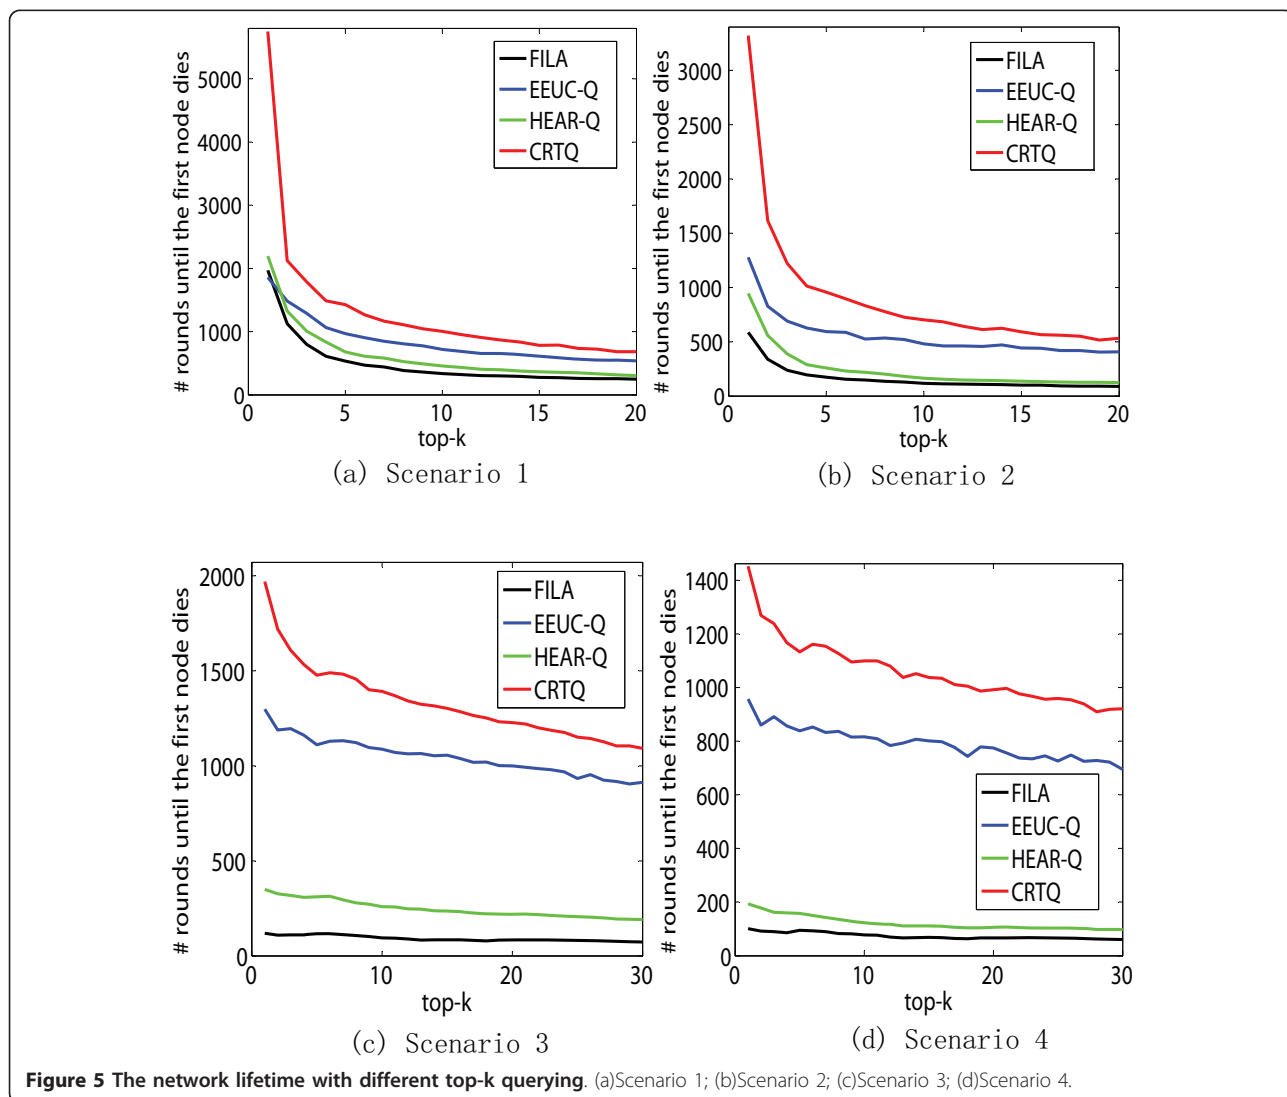 # rounds until the first node dies
5000
4000
3000
2000
1000
0
0 5 10 15 20
top-k
FILA
EEUC-Q
HEAR-Q
CRTQ
(a) Scenario 1
# rounds until the first node dies
3000
2500
2000
1500
1000
500
0
0 5 10 15 20
top-k
FILA
EEUC-Q
HEAR-Q
CRTQ
(b) Scenario 2
# rounds until the first node dies
2000
1500
1000
500
0
0 10 20 30
top-k
FILA
EEUC-Q
HEAR-Q
CRTQ
(c) Scenario 3
# rounds until the first node dies
1400
1200
1000
800
600
400
200
0
0 10 20 30
top-k
FILA
EEUC-Q
HEAR-Q
CRTQ
(d) Scenario 4
Figure 5 The network lifetime with different top-k querying. (a)Scenario 1; (b)Scenario 2; (c)Scenario 3; (d)Scenario 4.